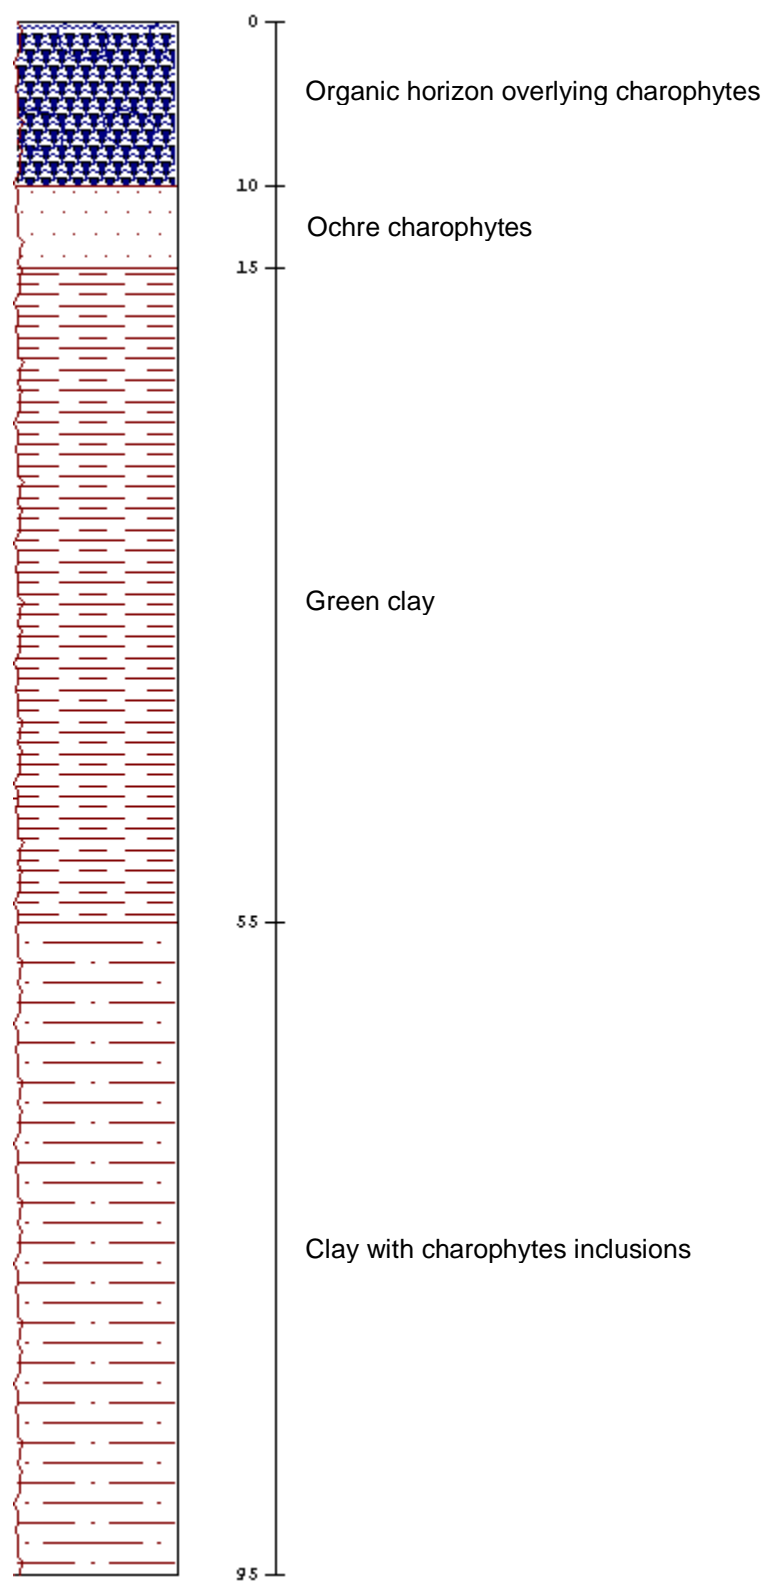 0
Organic horizon overlying charophytes
10
Ochre charophytes
15
Green clay
55
Clay with charophytes inclusions
95